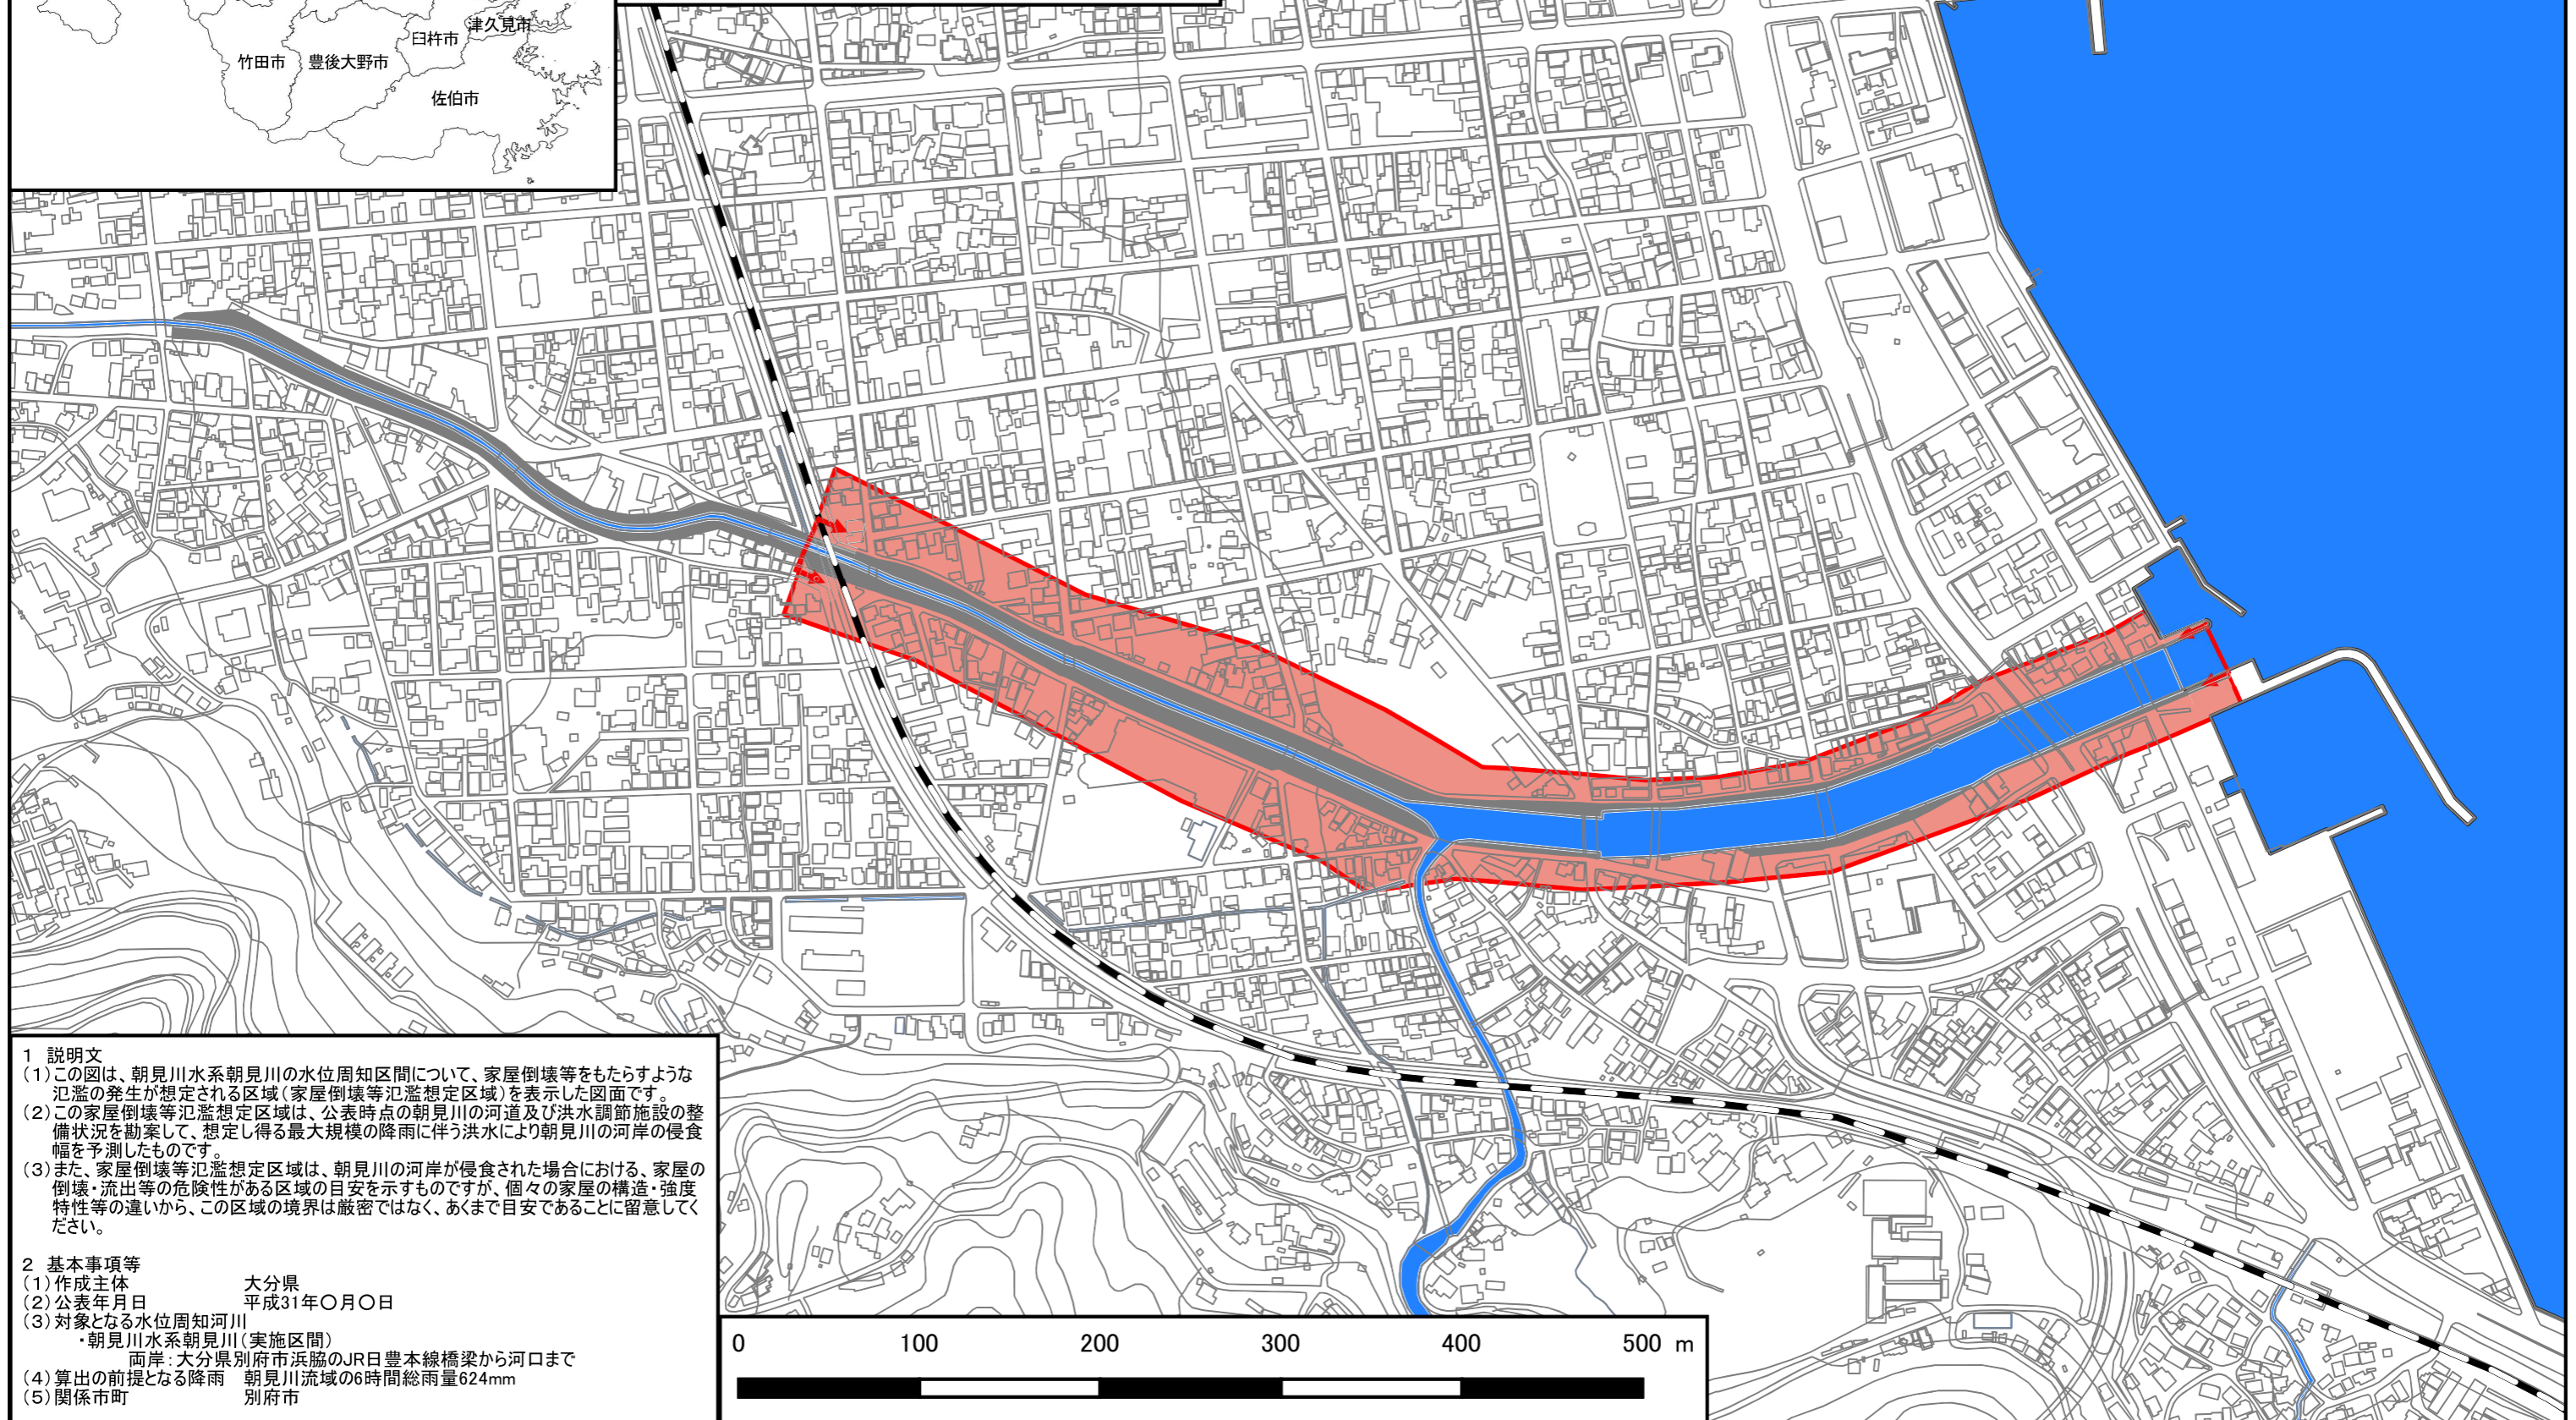 津久見市
臼杵市
竹田市
豊後大野市
佐伯市
1 説明文
(1)この図は、朝見川水系朝見川の水位周知区間について、家屋倒壊等をもたらすような
氾濫の発生が想定される区域(家屋倒壊等氾濫想定区域)を表示した図面です。
(2)この家屋倒壊等氾濫想定区域は、公表時点の朝見川の河道及び洪水調節施設の整
備状況を勘案して、想定し得る最大規模の降雨に伴う洪水により朝見川の河岸の侵食
幅を予測したものです。
(3)また、家屋倒壊等氾濫想定区域は、朝見川の河岸が侵食された場合における、家屋の
倒壊・流出等の危険性がある区域の目安を示すものですが、個々の家屋の構造・強度
特性等の違いから、この区域の境界は厳密ではなく、あくまで目安であることに留意してく
ださい。
2 基本事項等
(1)作成主体 大分県
(2)公表年月日 平成31年〇月〇日
(3)対象となる水位周知河川
・朝見川水系朝見川(実施区間)
両岸:大分県別府市浜脇のJR日豊本線橋梁から河口まで
(4)算出の前提となる降雨 朝見川流域の6時間総雨量624mm
(5)関係市町 別府市
0 100 200 300 400 500 m